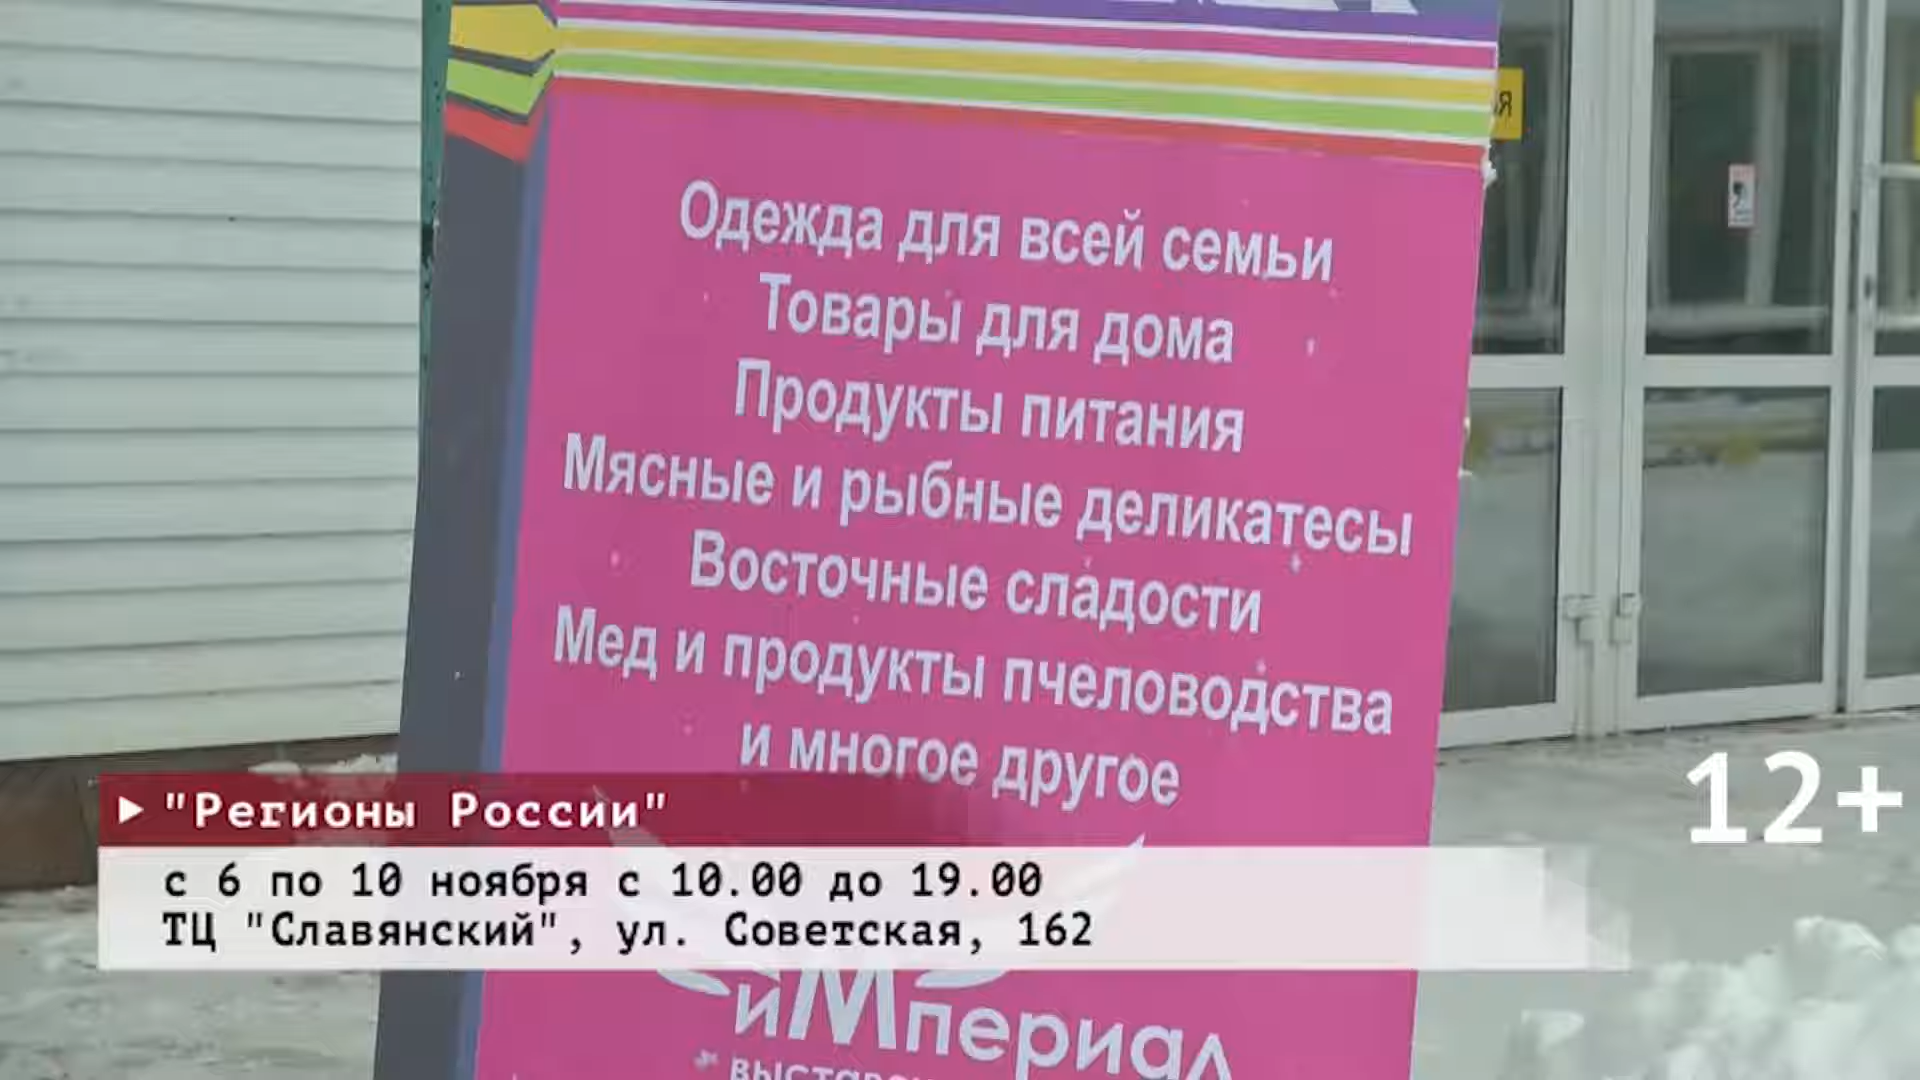 Одежда для всей семьи
Товары для дома
Продукты питания
Мясные и рыбные деликатесы
Восточные сладости
Мед и продукты пчеловодства
и многое другое
"Регионы России"
12+
с 6 по 10 ноября с 10.00 до 19.00
ТЦ "Славянский", ул. Советская, 162
иМпериал